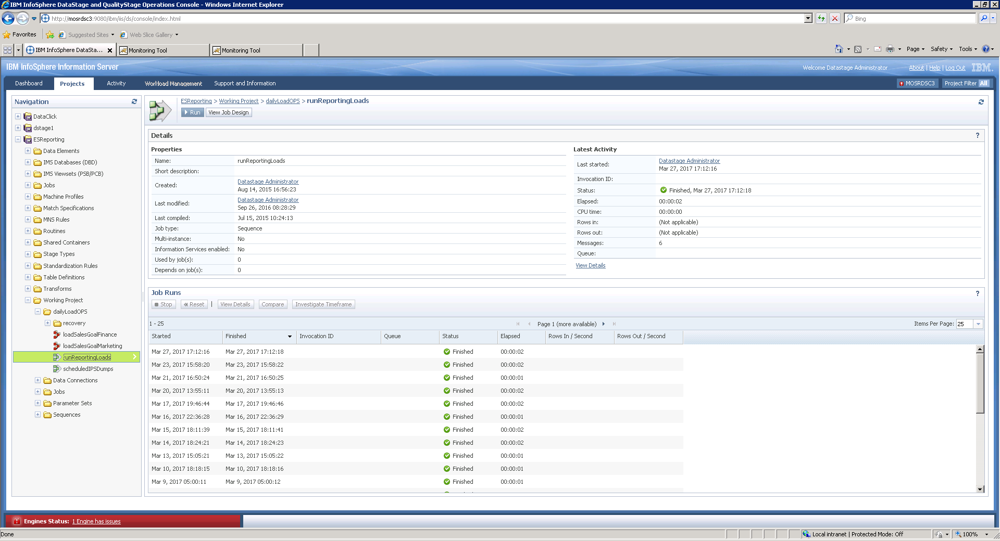 IBM InfoSphere DataStage and QualityStage Operations Console - Windows Internet Explorer
http://mosrdsc3:9080/ibm/iis/ds/console/index.html
Bing
Favorites
Suggested Sites
Web Slice Gallery
IBM InfoSphere DataSta...
Monitoring Tool
Monitoring Tool
Page
Safety
Tools
IBM InfoSphere Information Server
Welcome Datastage Administrator
About | Help | Log Out
IBM.
Dashboard
Projects
Activity
Workload Management
Support and Information
MOSRDSC3
Project Filter All
Navigation
DataClick
dstage1
ESReporting
Data Elements
IMS Databases (DBD)
IMS Viewsets (PSB/PCB)
Jobs
Machine Profiles
Match Specifications
MNS Rules
Routines
Shared Containers
Stage Types
Standardization Rules
Table Definitions
Transforms
Working Project
dailyLoadOPS
recovery
loadSalesGoalFinance
loadSalesGoalMarketing
runReportingLoads
scheduledIPSDumps
Data Connections
Jobs
Parameter Sets
Sequences
ESReporting > Working Project > dailyLoadOPS > runReportingLoads
Run
View Job Design
Details
?
Properties
Name: runReportingLoads
Short description:
Created: Datastage Administrator
Aug 14, 2015 16:56:23
Last modified: Datastage Administrator
Sep 26, 2016 08:28:29
Last compiled: Jul 15, 2015 10:24:13
Job type: Sequence
Multi-instance: No
Information Services enabled: No
Used by job(s): 0
Depends on job(s): 0
Latest Activity
Last started: Datastage Administrator
Mar 27, 2017 17:12:16
Invocation ID:
Status: Finished, Mar 27, 2017 17:12:18
Elapsed: 00:00:02
CPU time: 00:00:00
Rows in: (Not applicable)
Rows out: (Not applicable)
Messages: 6
Queue:
View Details
Job Runs
?
Stop
Reset
|
View Details
Compare
Investigate Timeframe
1 - 25
Page 1 (more available)
Items Per Page: 25
Started Finished Invocation ID Queue Status Elapsed Rows In / Second Rows Out / Second
Mar 27, 2017 17:12:16 Mar 27, 2017 17:12:18 Finished 00:00:02
Mar 23, 2017 15:58:20 Mar 23, 2017 15:58:22 Finished 00:00:02
Mar 21, 2017 16:50:24 Mar 21, 2017 16:50:25 Finished 00:00:01
Mar 20, 2017 13:55:11 Mar 20, 2017 13:55:13 Finished 00:00:02
Mar 17, 2017 19:46:44 Mar 17, 2017 19:46:46 Finished 00:00:02
Mar 16, 2017 22:36:28 Mar 16, 2017 22:36:29 Finished 00:00:01
Mar 15, 2017 18:11:39 Mar 15, 2017 18:11:41 Finished 00:00:02
Mar 14, 2017 18:24:21 Mar 14, 2017 18:24:23 Finished 00:00:02
Mar 13, 2017 15:05:21 Mar 13, 2017 15:05:22 Finished 00:00:01
Mar 10, 2017 18:18:15 Mar 10, 2017 18:18:16 Finished 00:00:01
Mar 9, 2017 05:00:11 Mar 9, 2017 05:00:12 Finished 00:00:01
Engines Status: 1 Engine has issues
Done
Local intranet | Protected Mode: Off
100%